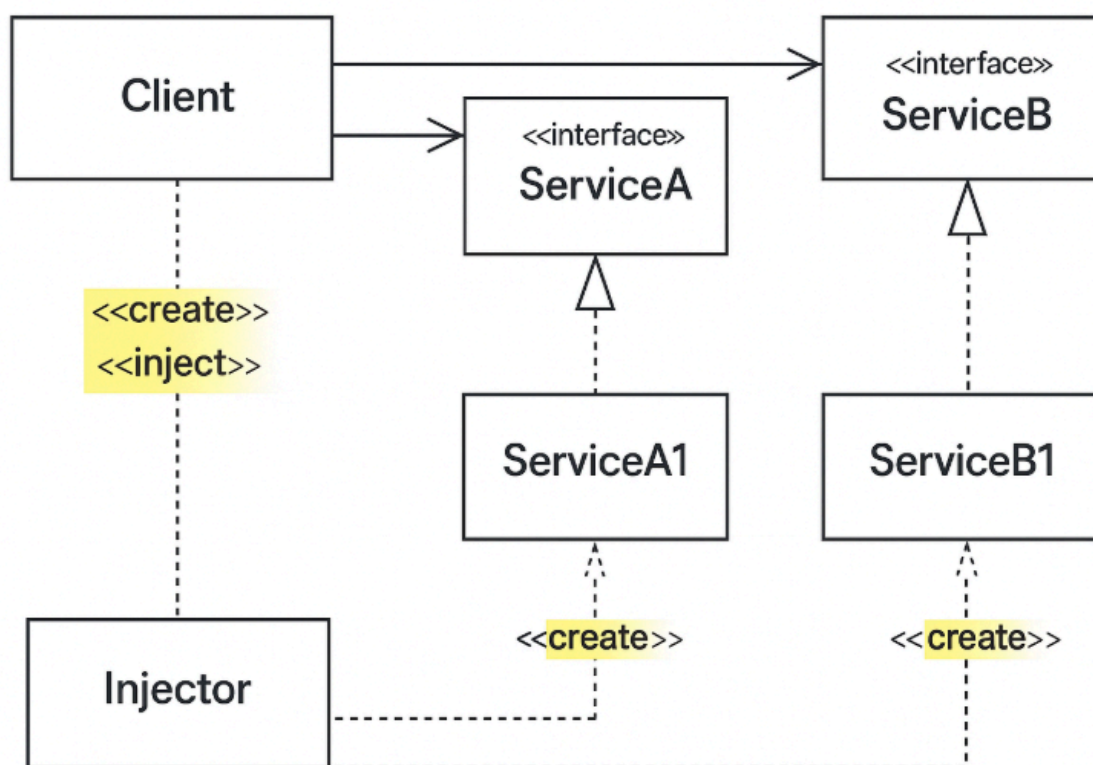 Client
<<interface>>
ServiceA
<<interface>>
ServiceB
<<create>>
<<inject>>
ServiceA1
ServiceB1
Injector
<<create>>
<<create>>